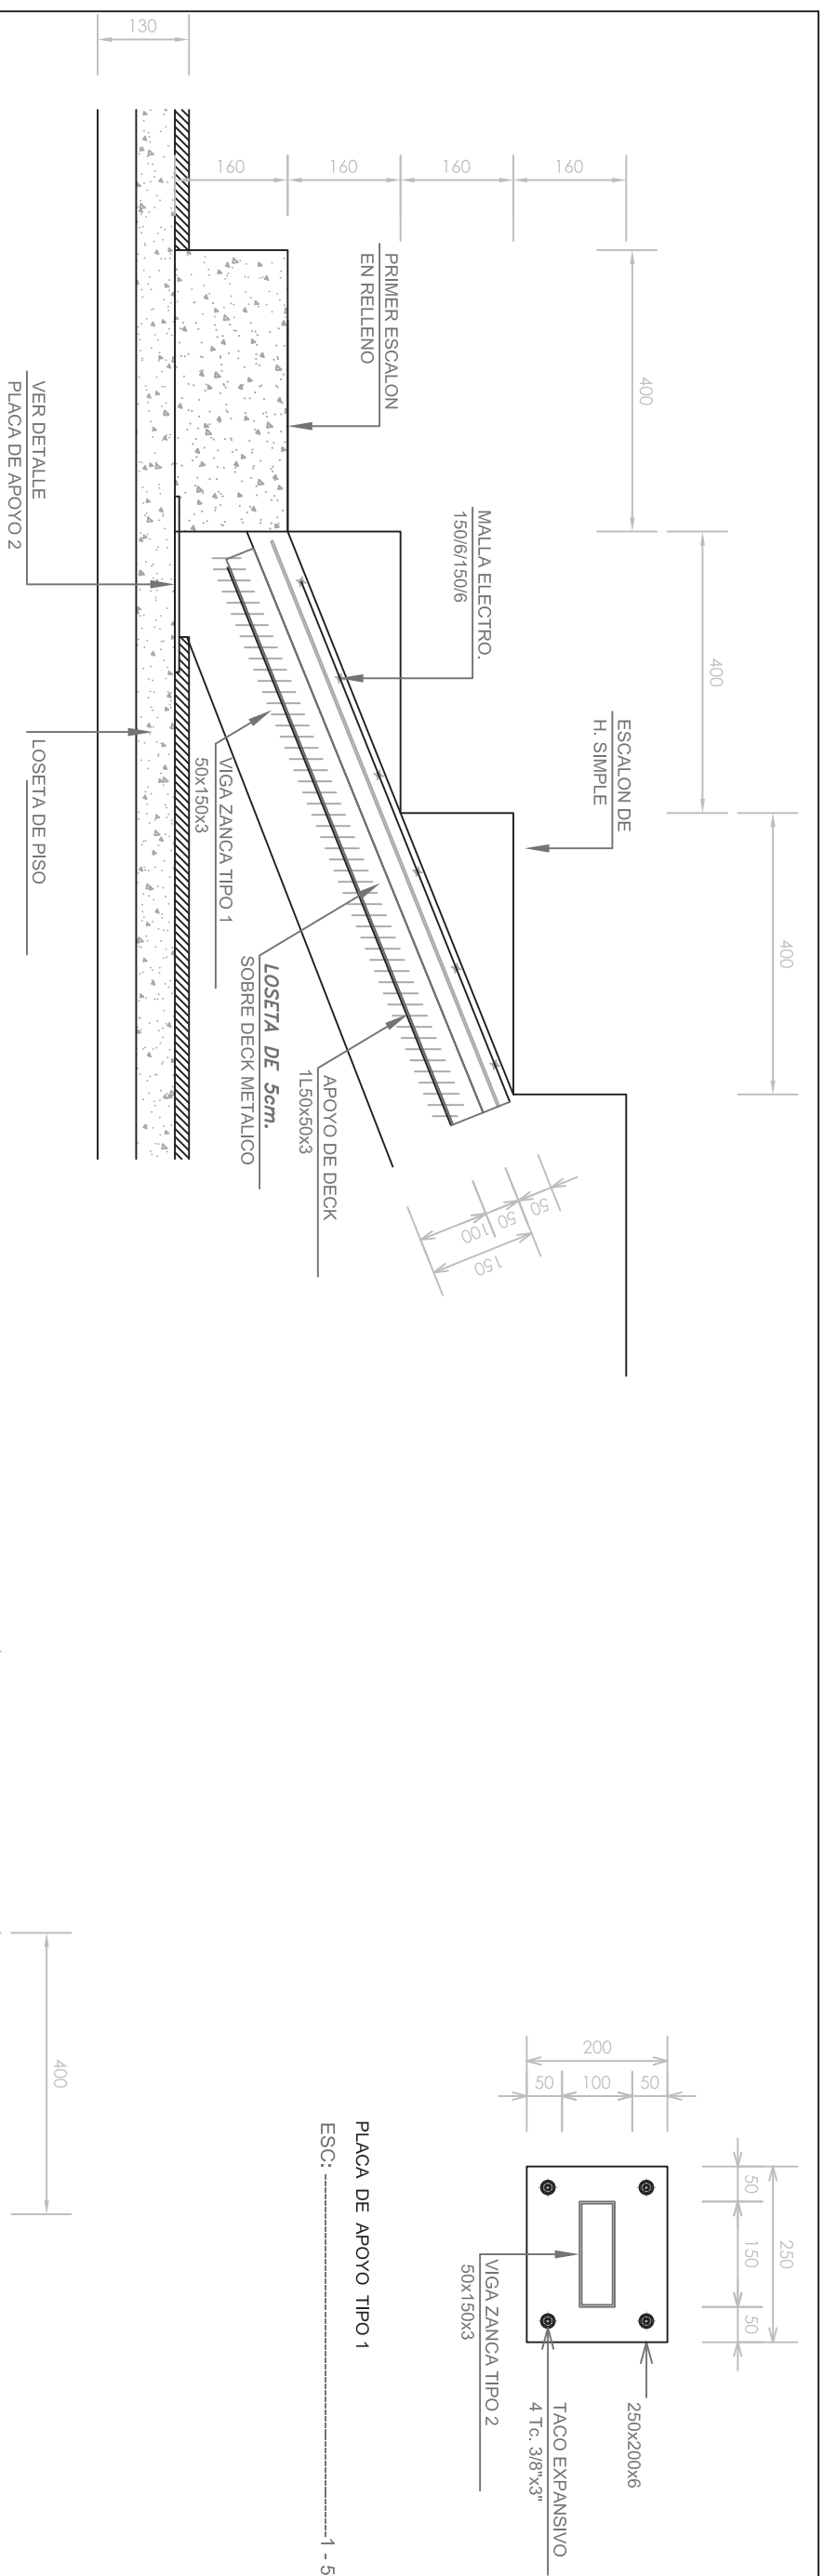 130
160
160
160
160
400
400
400
PRIMER ESCALON
EN RELLENO
MALLA ELECTRO.
150/6/150/6
ESCALON DE
H. SIMPLE
VER DETALLE
PLACA DE APOYO 2
LOSETA DE PISO
VIGA ZANCA TIPO 1
50x150x3
LOSETA DE 5cm.
SOBRE DECK METALICO
APOYO DE DECK
1L50x50x3
50
50
100
150
400
200
50
100
50
250
50
150
50
250x200x6
TACO EXPANSIVO
4 Tc. 3/8"x3"
VIGA ZANCA TIPO 2
50x150x3
PLACA DE APOYO TIPO 1
ESC: ------------------------------------1 - 5